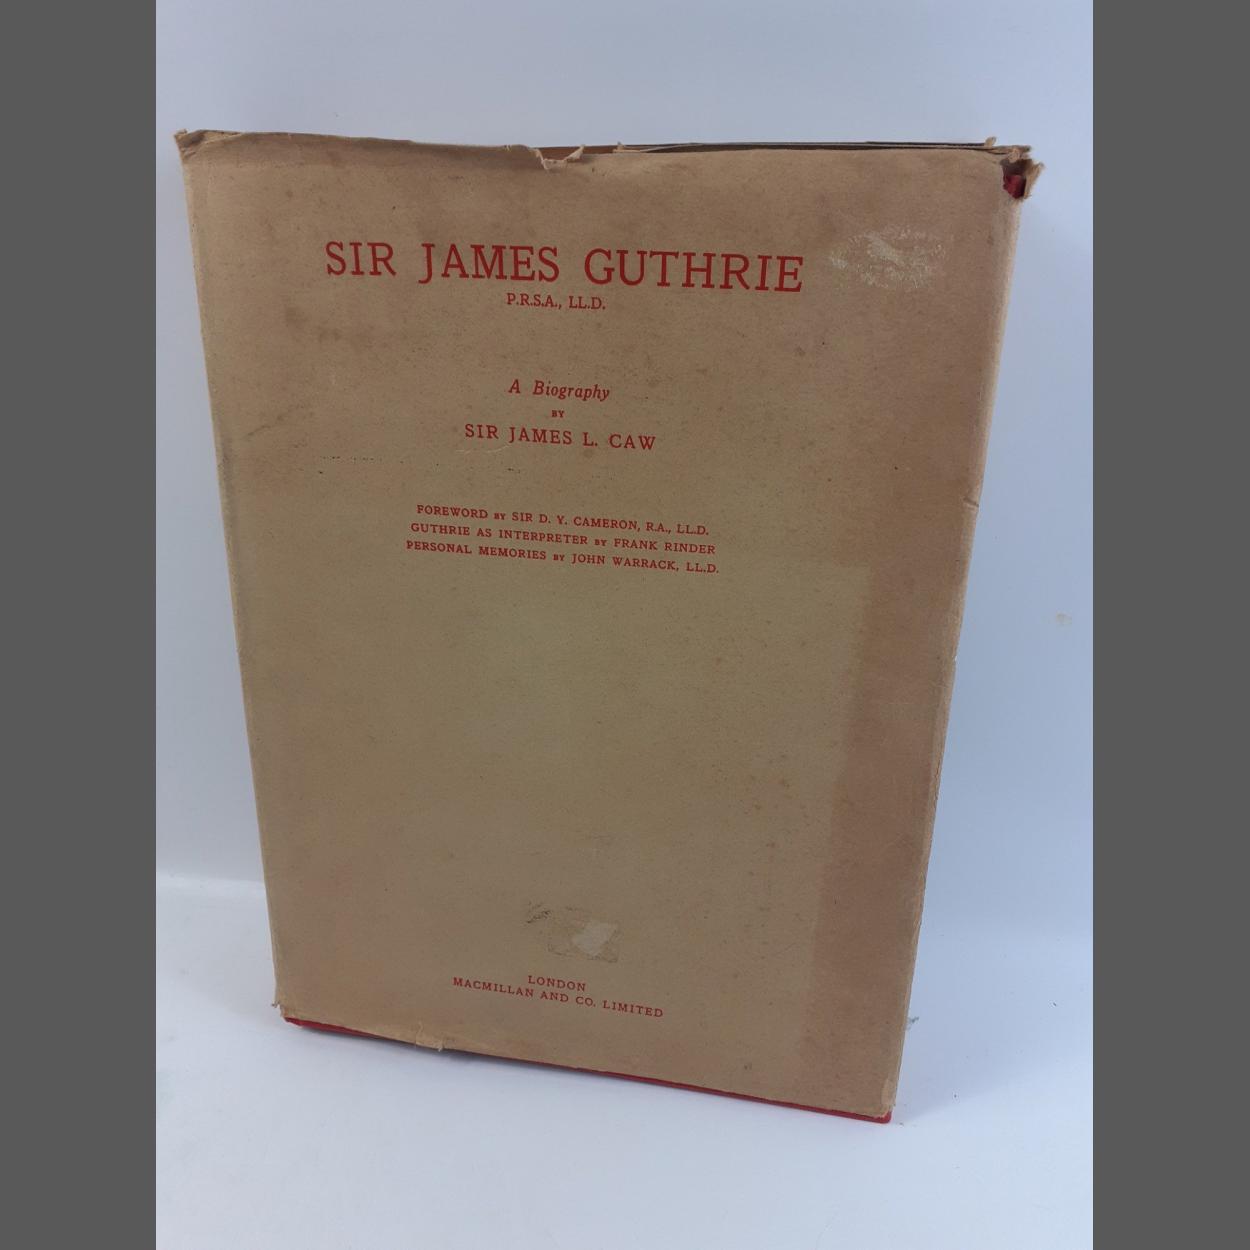 SIR JAMES GUTHRIE
P.R.S.A., LL.D.
A Biography
BY
SIR JAMES L. CAW
FOREWORD BY SIR D. Y. CAMERON, R.A., LL.D.
GUTHRIE AS INTERPRETER BY FRANK RINDER
PERSONAL MEMORIES BY JOHN WARRACK, LL.D.
LONDON
MACMILLAN AND CO. LIMITED